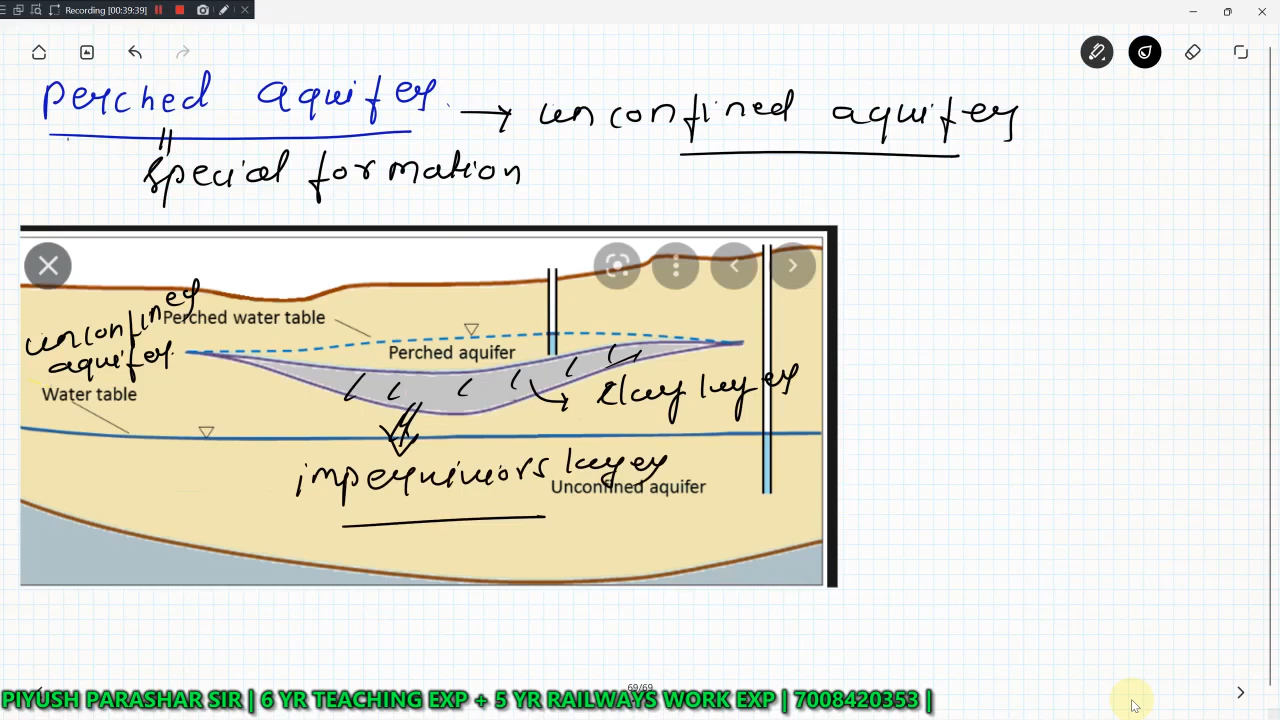 Recording [00:39:39]
Perched aquifer → unconfined aquifer
special formation
unconfined aquifer
Perched water table
Perched aquifer
Water table
clay layer
impervious layer
Unconfined aquifer
69/69
PIYUSH PARASHAR SIR | 6 YR TEACHING EXP + 5 YR RAILWAYS WORK EXP | 7008420353 |